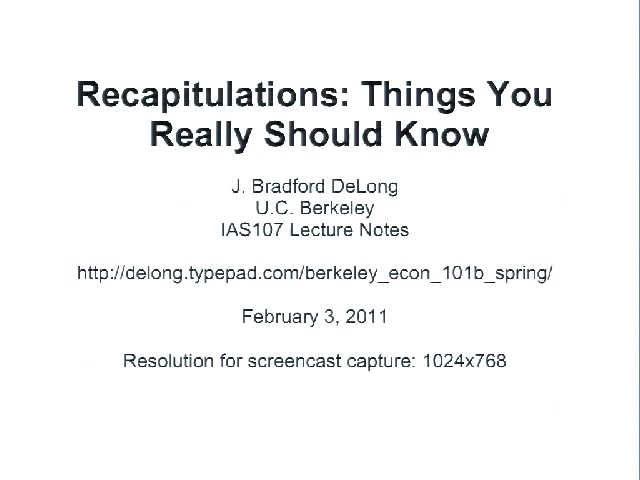 Recapitulations: Things You
Really Should Know
J. Bradford DeLong
U.C. Berkeley
IAS107 Lecture Notes
http://delong.typepad.com/berkeley_econ_101b_spring/
February 3, 2011
Resolution for screencast capture: 1024x768